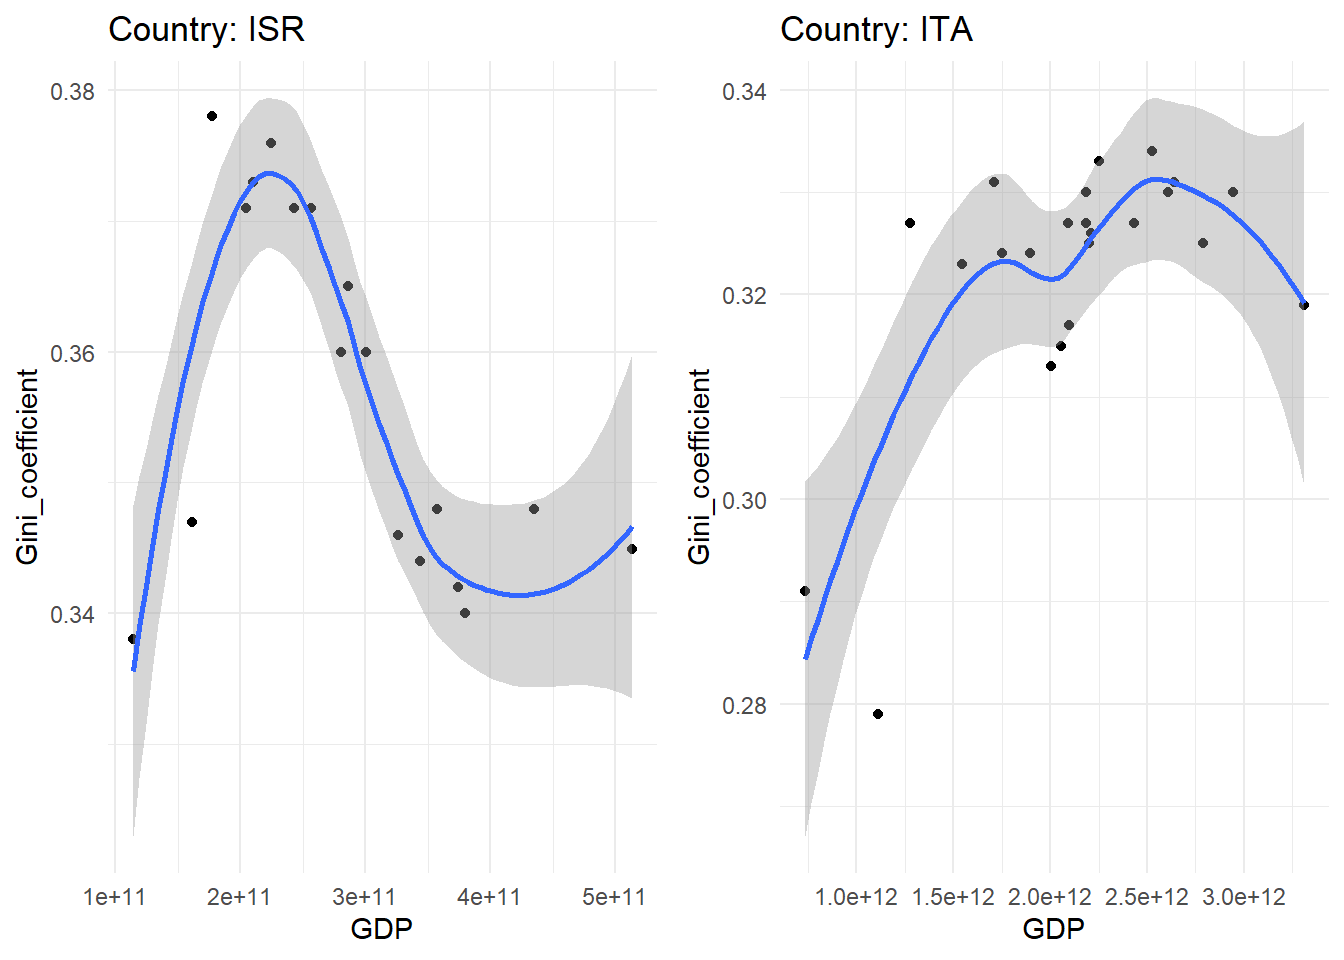 Country: ISR
0.38
0.36
0.34
Gini_coefficient
1e+11 2e+11 3e+11 4e+11 5e+11
GDP
Country: ITA
0.34
0.32
0.30
0.28
Gini_coefficient
1.0e+12 1.5e+12 2.0e+12 2.5e+12 3.0e+12
GDP